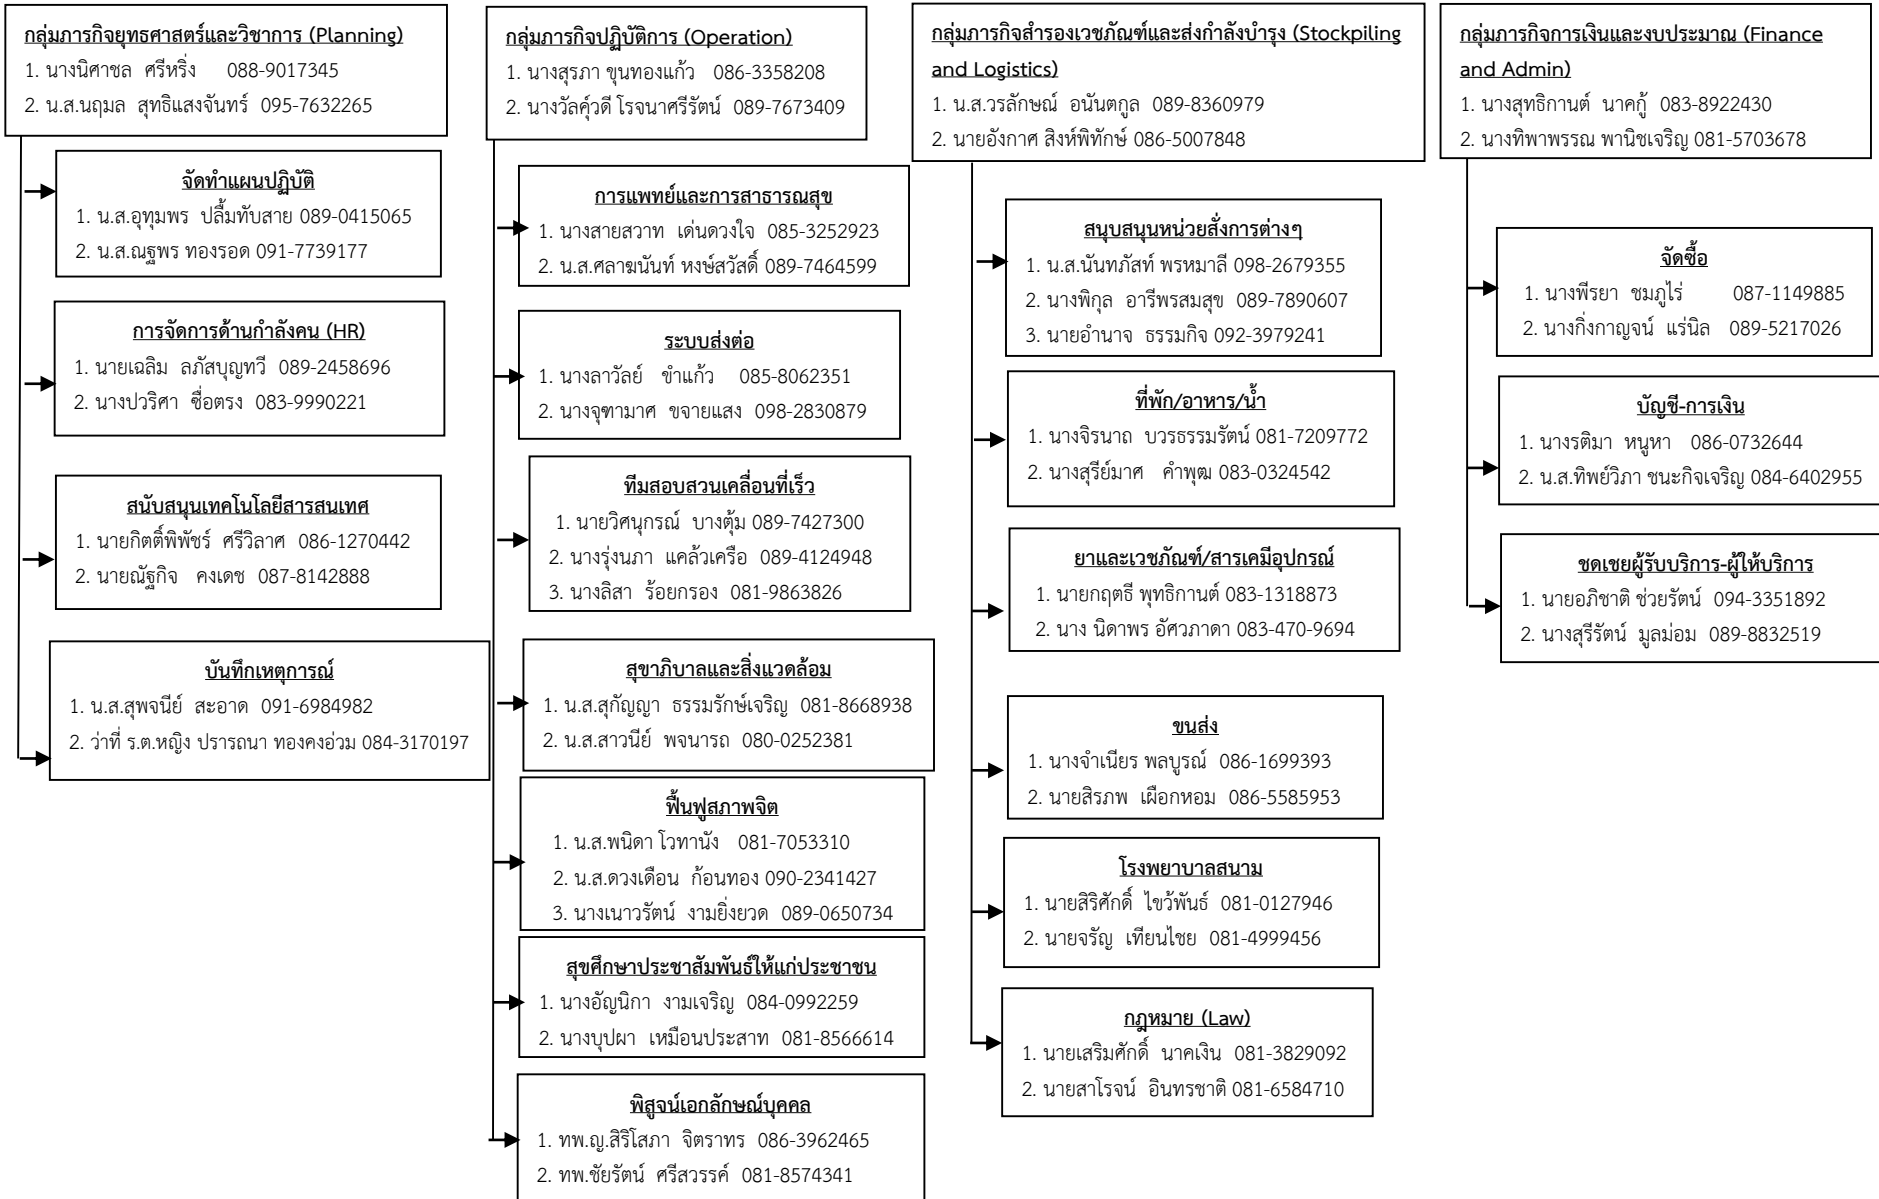 กลุ่มภารกิจยุทธศาสตร์และวิชาการ (Planning)
1. นางนิศาชล ศรีหริ่ง 088-9017345
2. น.ส.นฤมล สุทธิแสงจันทร์ 095-7632265
จัดทำแผนปฏิบัติ
1. น.ส.อุทุมพร ปลื้มทับสาย 089-0415065
2. น.ส.ณฐพร ทองรอด 091-7739177
การจัดการด้านกำลังคน (HR)
1. นายเฉลิม ลภัสบุญทวี 089-2458696
2. นางปวริศา ซื่อตรง 083-9990221
สนับสนุนเทคโนโลยีสารสนเทศ
1. นายกิตติ์พิพัชร์ ศรีวิลาศ 086-1270442
2. นายณัฐกิจ คงเดช 087-8142888
บันทึกเหตุการณ์
1. น.ส.สุพจนีย์ สะอาด 091-6984982
2. ว่าที่ ร.ต.หญิง ปรารถนา ทองคงอ่วม 084-3170197
กลุ่มภารกิจปฏิบัติการ (Operation)
1. นางสุรภา ขุนทองแก้ว 086-3358208
2. นางวัลคุ์วดี โรจนาศรีรัตน์ 089-7673409
การแพทย์และการสาธารณสุข
1. นางสายสวาท เด่นดวงใจ 085-3252923
2. น.ส.ศลาฆนันท์ หงษ์สวัสดิ์ 089-7464599
ระบบส่งต่อ
1. นางลาวัลย์ ขำแก้ว 085-8062351
2. นางจุฑามาศ ขจายแสง 098-2830879
ทีมสอบสวนเคลื่อนที่เร็ว
1. นายวิศนุกรณ์ บางตุ้ม 089-7427300
2. นางรุ่งนภา แคล้วเครือ 089-4124948
3. นางลิสา ร้อยกรอง 081-9863826
สุขาภิบาลและสิ่งแวดล้อม
1. น.ส.สุกัญญา ธรรมรักษ์เจริญ 081-8668938
2. น.ส.สาวนีย์ พจนารถ 080-0252381
ฟื้นฟูสภาพจิต
1. น.ส.พนิดา โวทานัง 081-7053310
2. น.ส.ดวงเดือน ก้อนทอง 090-2341427
3. นางเนาวรัตน์ งามยิ่งยวด 089-0650734
สุขศึกษาประชาสัมพันธ์ให้แก่ประชาชน
1. นางอัญนิกา งามเจริญ 084-0992259
2. นางบุปผา เหมือนประสาท 081-8566614
พิสูจน์เอกลักษณ์บุคคล
1. ทพ.ญ.สิริโสภา จิตราทร 086-3962465
2. ทพ.ชัยรัตน์ ศรีสวรรค์ 081-8574341
กลุ่มภารกิจสำรองเวชภัณฑ์และส่งกำลังบำรุง (Stockpiling
and Logistics)
1. น.ส.วรลักษณ์ อนันตกูล 089-8360979
2. นายอังกาศ สิงห์พิทักษ์ 086-5007848
สนุบสนุนหน่วยสั่งการต่างๆ
1. น.ส.นันทภัสท์ พรหมาลี 098-2679355
2. นางพิกุล อารีพรสมสุข 089-7890607
3. นายอำนาจ ธรรมกิจ 092-3979241
ที่พัก/อาหาร/น้ำ
1. นางจิรนาถ บวรธรรมรัตน์ 081-7209772
2. นางสุรีย์มาศ คำพุฒ 083-0324542
ยาและเวชภัณฑ์/สารเคมีอุปกรณ์
1. นายกฤตธี พุทธิกานต์ 083-1318873
2. นาง นิดาพร อัศวภาดา 083-470-9694
ขนส่ง
1. นางจำเนียร พลบูรณ์ 086-1699393
2. นายสิรภพ เผือกหอม 086-5585953
โรงพยาบาลสนาม
1. นายสิริศักดิ์ ไขว้พันธ์ 081-0127946
2. นายจรัญ เทียนไชย 081-4999456
กฎหมาย (Law)
1. นายเสริมศักดิ์ นาคเงิน 081-3829092
2. นายสาโรจน์ อินทรชาติ 081-6584710
กลุ่มภารกิจการเงินและงบประมาณ (Finance
and Admin)
1. นางสุทธิกานต์ นาคกู้ 083-8922430
2. นางทิพาพรรณ พานิชเจริญ 081-5703678
จัดซื้อ
1. นางพีรยา ชมภูไร่ 087-1149885
2. นางกิ่งกาญจน์ แร่นิล 089-5217026
บัญชี-การเงิน
1. นางรติมา หนูหา 086-0732644
2. น.ส.ทิพย์วิภา ชนะกิจเจริญ 084-6402955
ชดเชยผู้รับบริการ-ผู้ให้บริการ
1. นายอภิชาติ ช่วยรัตน์ 094-3351892
2. นางสุรีรัตน์ มูลม่อม 089-8832519